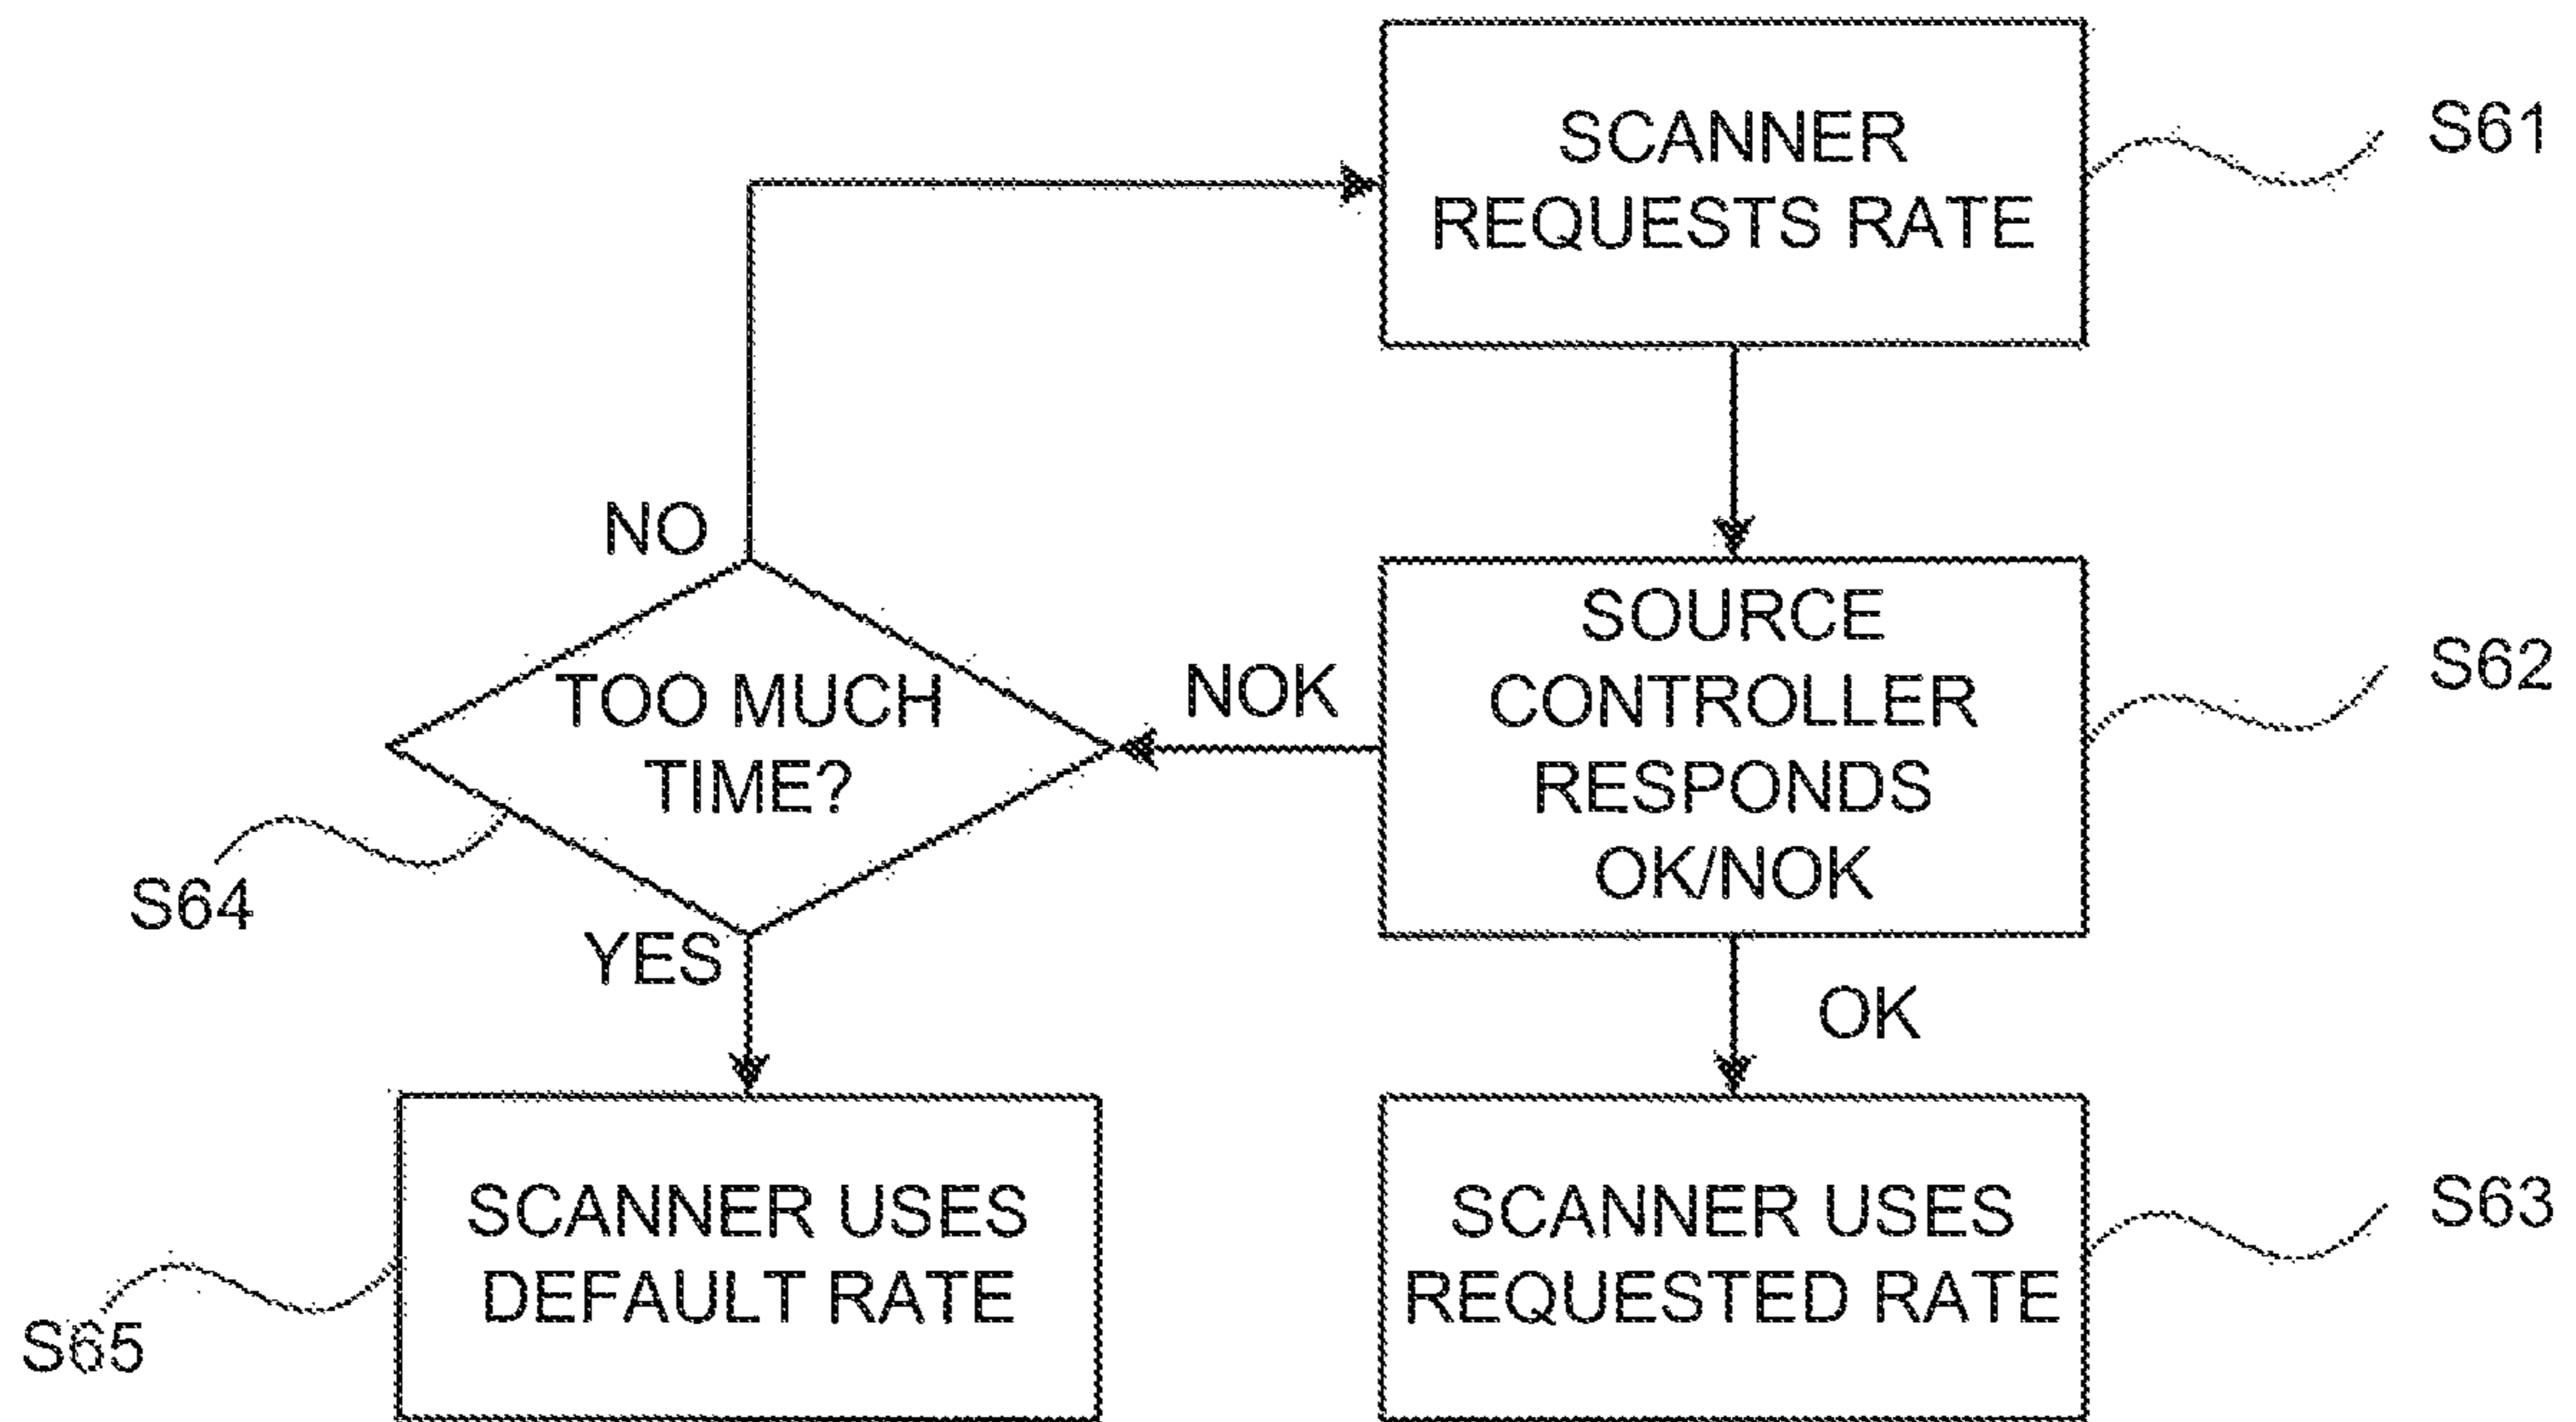 SCANNER
REQUESTS RATE
S61
NO
TOO MUCH
TIME?
S64
NOK
SOURCE
CONTROLLER
RESPONDS
OK/NOK
S62
YES
OK
SCANNER USES
DEFAULT RATE
S65
SCANNER USES
REQUESTED RATE
S63